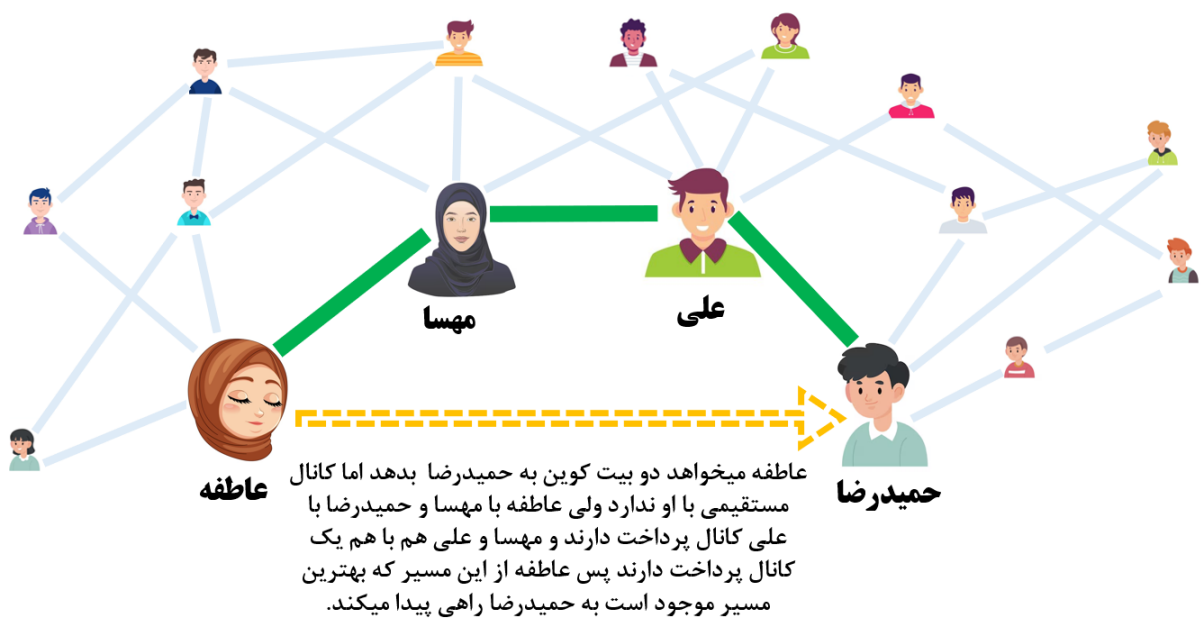 علی
مهسا
عاطفه
حمیدرضا
عاطفه میخواهد دو بیت کوین به حمیدرضا بدهد اما کانال
مستقیمی با او ندارد ولی عاطفه با مهسا و حمیدرضا با
علی کانال پرداخت دارند و مهسا و علی هم با هم یک
کانال پرداخت دارند پس عاطفه از این مسیر که بهترین
مسیر موجود است به حمیدرضا راهی پیدا میکند.